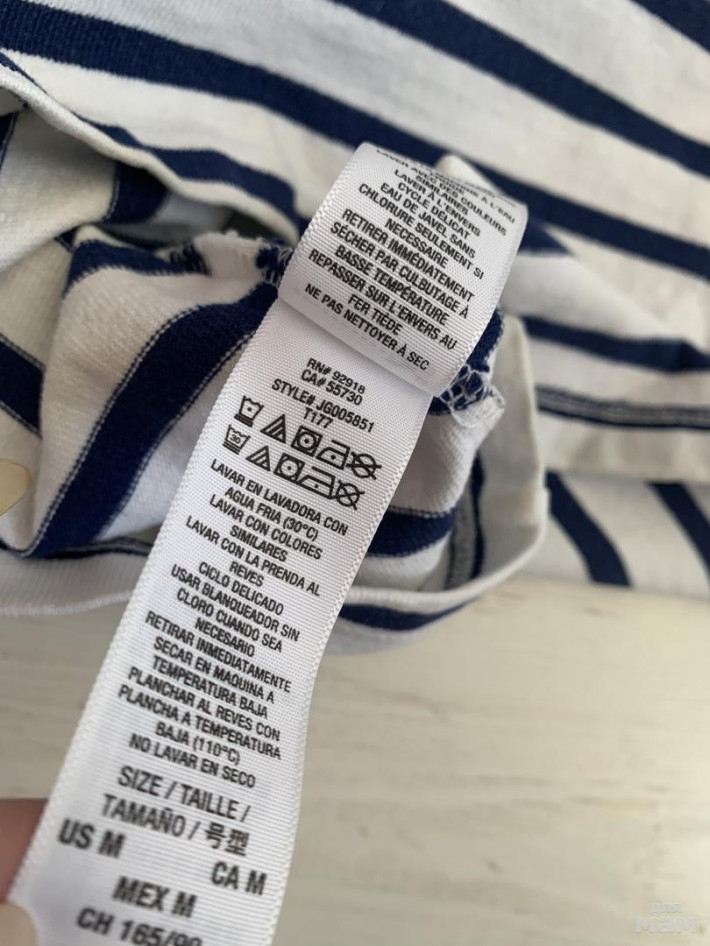 LAVER À L'ENVERS
CYCLE DÉLICAT
EAU DE JAVEL SANS
CHLORURE SEULEMENT SI
NECESSAIRE
RETIRER IMMÉDIATEMENT
SÉCHER PAR CULBUTAGE À
BASSE TEMPÉRATURE
REPASSER SUR L'ENVERS AU
FER TIÈDE
NE PAS NETTOYER À SEC
RN# 92918
CA# 55730
STYLE# JG005851
T177
30
LAVAR EN LAVADORA CON
AGUA FRIA (30°C)
LAVAR CON COLORES
SIMILARES
LAVAR CON LA PRENDA AL
REVES
CICLO DELICADO
USAR BLANQUEADOR SIN
CLORO CUANDO SEA
NECESARIO
RETIRAR INMEDIATAMENTE
SECAR EN MAQUINA A
TEMPERATURA BAJA
PLANCHAR AL REVES CON
PLANCHA A TEMPERATURA
BAJA (110°C)
NO LAVAR EN SECO
SIZE / TAILLE /
TAMAÑO / 号型
US M CA M
MEX M
CH 165/